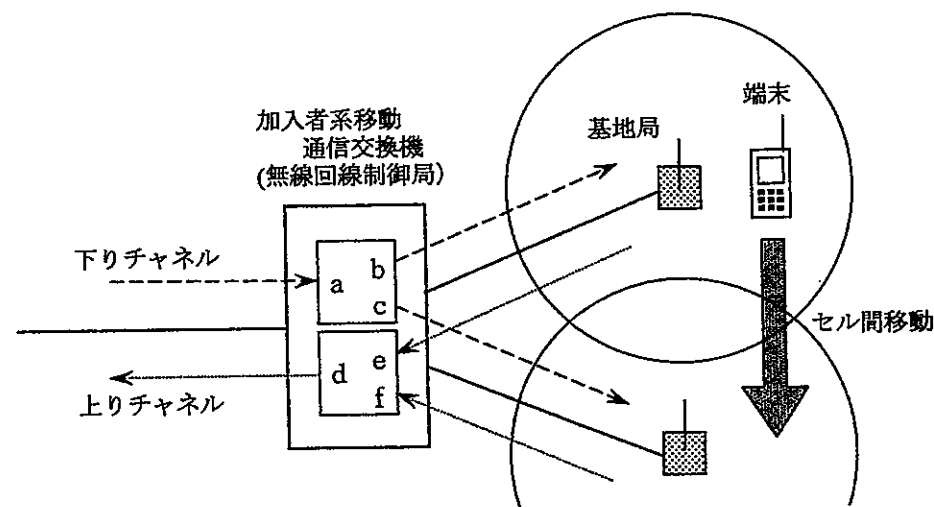 端末
基地局
加入者系移動
通信交換機
(無線回線制御局)
下りチャネル
a
b
c
セル間移動
d
e
f
上りチャネル